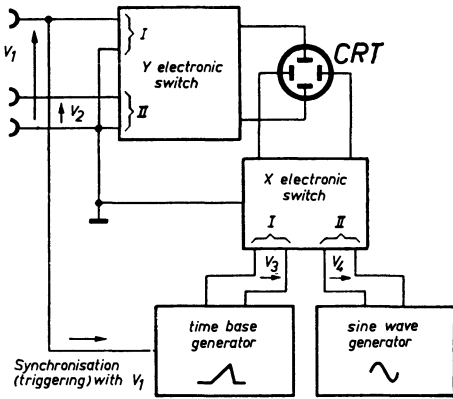 I
CRT
V1
Y electronic
switch
V2
II
X electronic
switch
I
II
V3
V4
time base
generator
sine wave
generator
Synchronisation
(triggering) with V1